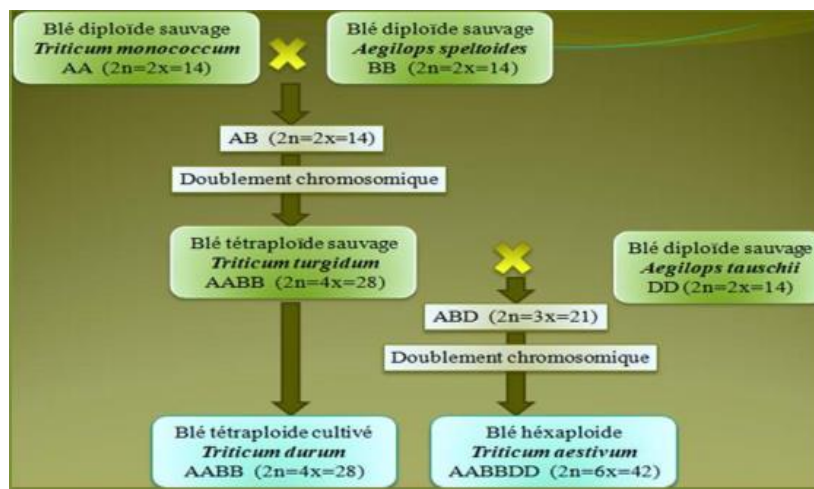 Blé diploïde sauvage
Triticum monococcum
AA (2n=2x=14)
Blé diploïde sauvage
Aegilops speltoides
BB (2n=2x=14)
AB (2n=2x=14)
Doublement chromosomique
Blé tétraploïde sauvage
Triticum turgidum
AABB (2n=4x=28)
Blé diploïde sauvage
Aegilops tauschii
DD (2n=2x=14)
ABD (2n=3x=21)
Doublement chromosomique
Blé tétraploide cultivé
Triticum durum
AABB (2n=4x=28)
Blé héxaploide
Triticum aestivum
AABBDD (2n=6x=42)